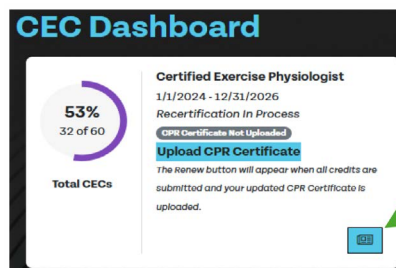 CEC Dashboard
53%
32 of 60
Total CECs
Certified Exercise Physiologist
1/1/2024 - 12/31/2026
Recertification In Process
CPR Certificate Not Uploaded
Upload CPR Certificate
The Renew button will appear when all credits are
submitted and your updated CPR Certificate is
uploaded.